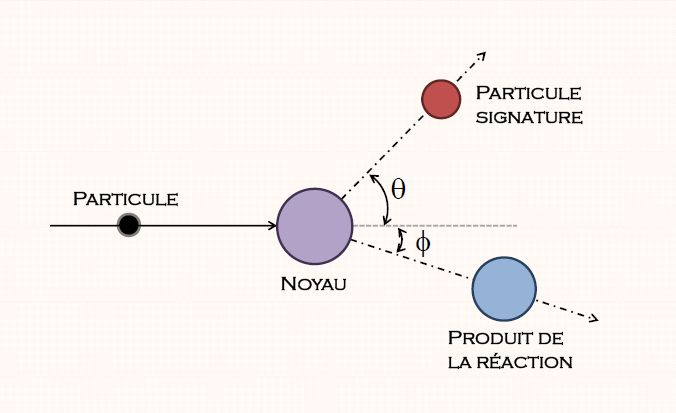 Particule
signature
θ
Particule
ϕ
Noyau
Produit de
la réaction